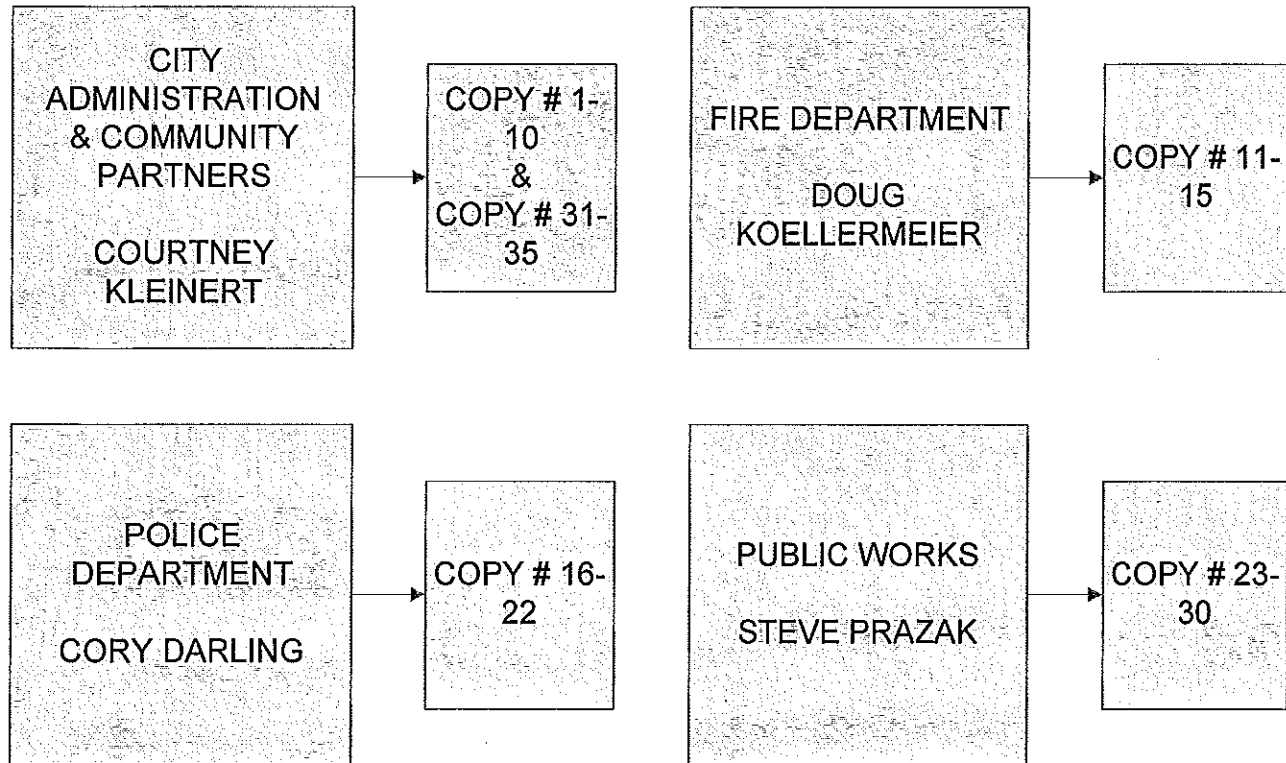 CITY
ADMINISTRATION
& COMMUNITY
PARTNERS
COURTNEY
KLEINERT
COPY # 1-
10
&
COPY # 31-
35
FIRE DEPARTMENT
DOUG
KOELLERMEIER
COPY # 11-
15
POLICE
DEPARTMENT
CORY DARLING
COPY # 16-
22
PUBLIC WORKS
STEVE PRAZAK
COPY # 23-
30